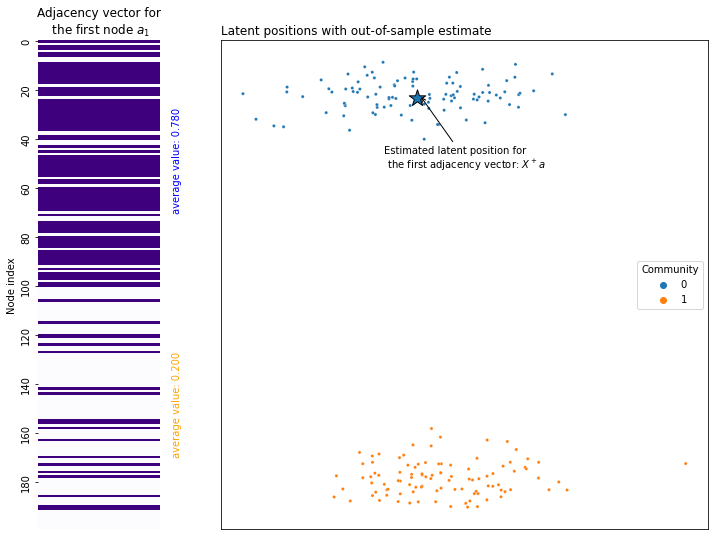 Adjacency vector for
the first node a₁
Node index
0
20
40
60
80
100
120
140
160
180
average value: 0.780
average value: 0.200
Latent positions with out-of-sample estimate
Estimated latent position for
the first adjacency vector: X⁺a
Community
0
1